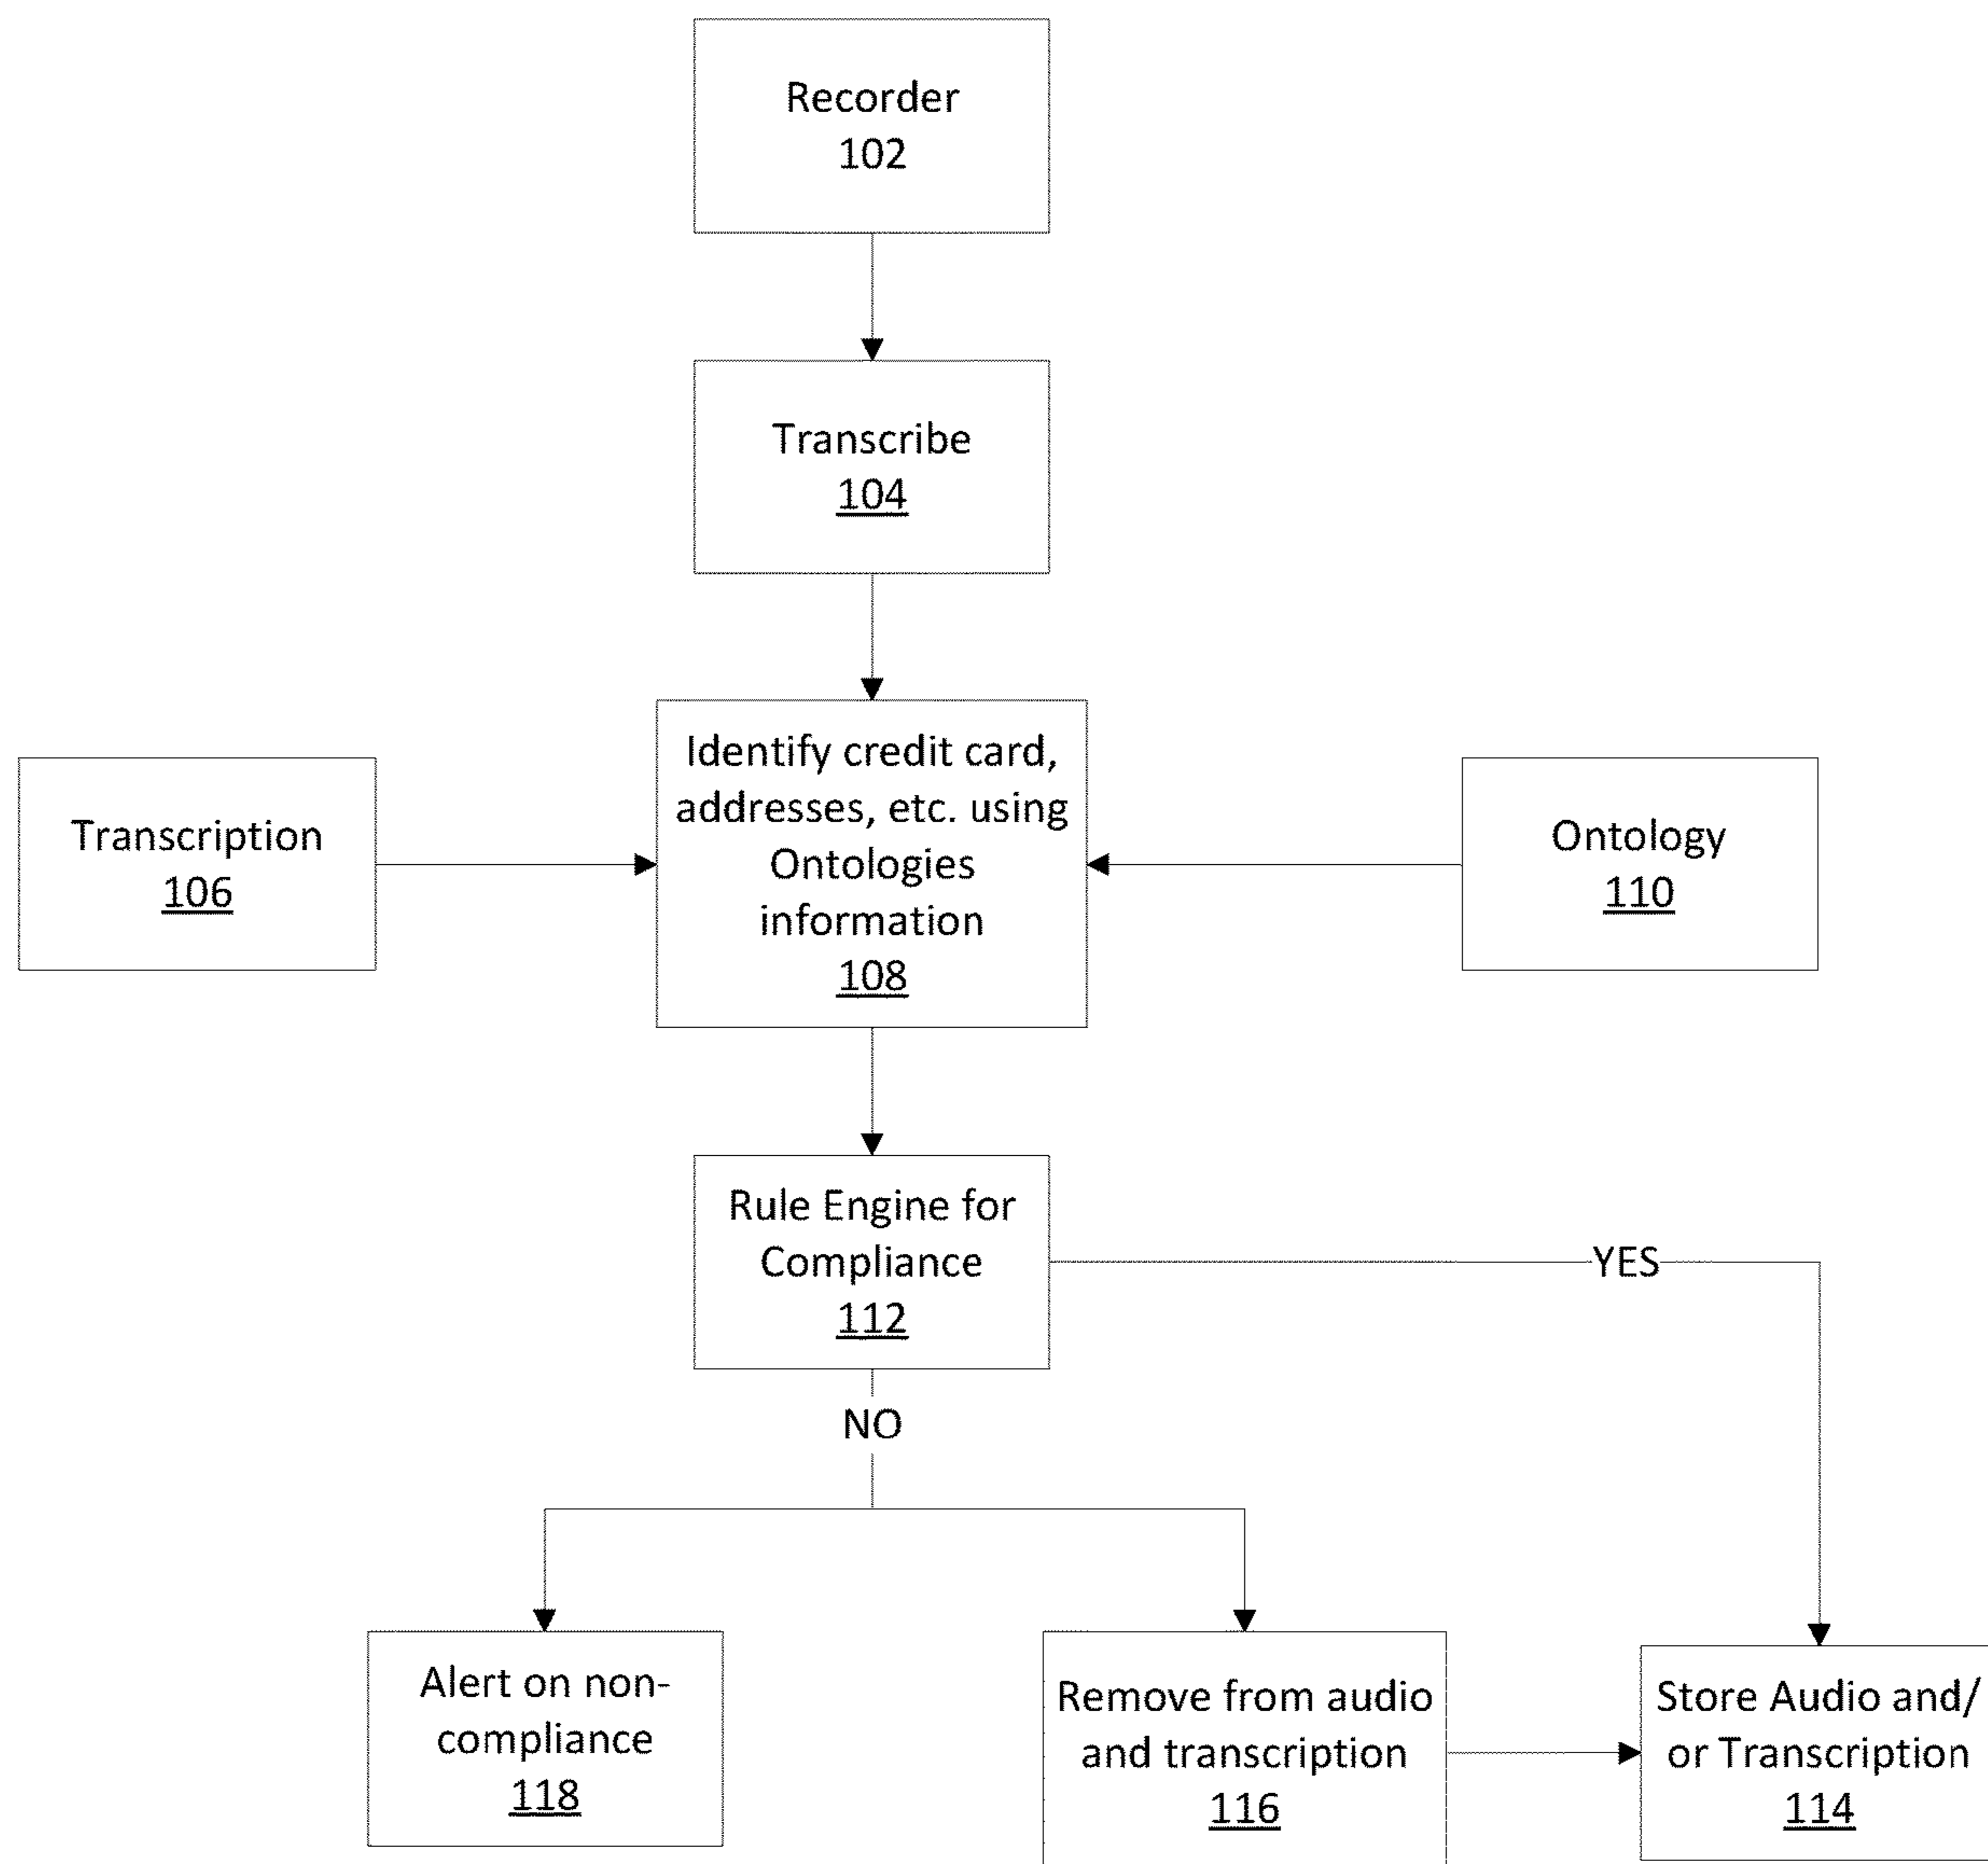 Recorder
102
Transcribe
104
Identify credit card,
addresses, etc. using
Ontologies
information
108
Transcription
106
Ontology
110
Rule Engine for
Compliance
112
YES
NO
Alert on non-
compliance
118
Remove from audio
and transcription
116
Store Audio and/
or Transcription
114